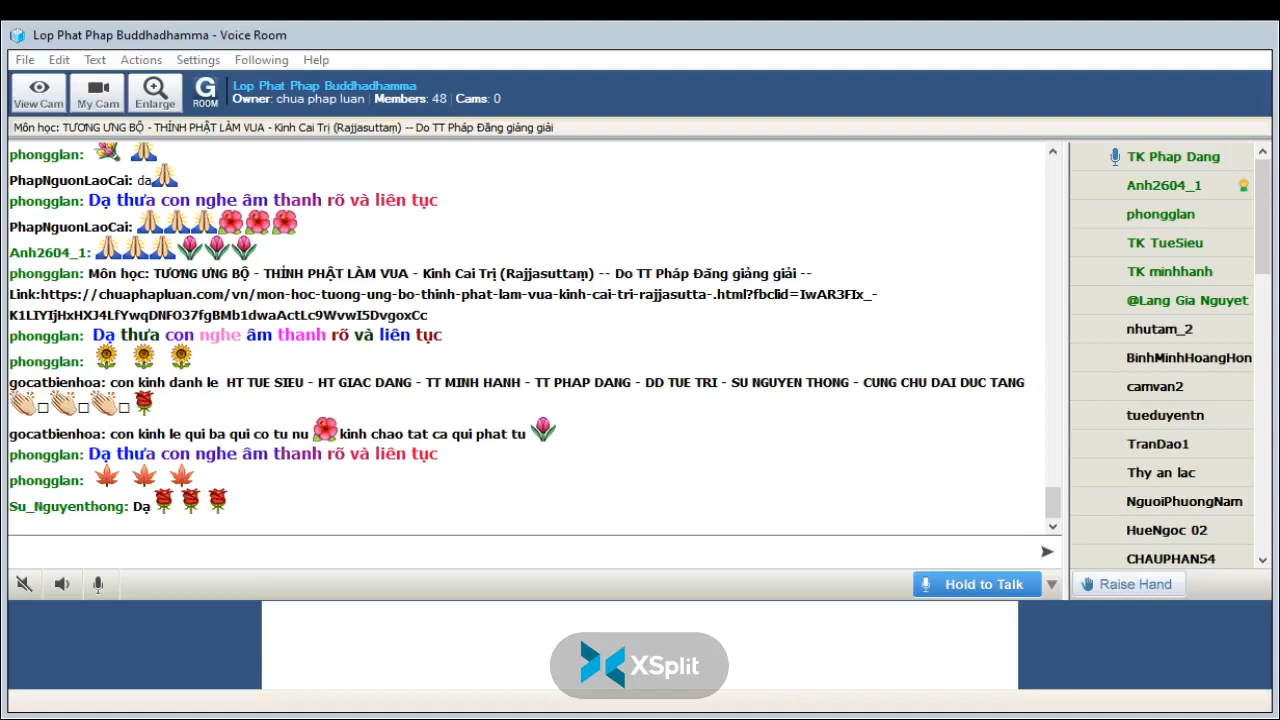 Lop Phat Phap Buddhadhamma - Voice Room
File Edit Text Actions Settings Following Help
View Cam My Cam Enlarge G ROOM
Lop Phat Phap Buddhadhamma
Owner: chua phap luan | Members: 48 | Cams: 0
Môn học: TƯƠNG ƯNG BỘ - THỈNH PHẬT LÀM VUA - Kinh Cai Trị (Rajjasuttaṃ) -- Do TT Pháp Đăng giảng giải
phongglan:
PhapNguonLaoCai: da
phongglan: Dạ thưa con nghe âm thanh rõ và liên tục
PhapNguonLaoCai:
Anh2604_1:
phongglan: Môn học: TƯƠNG ƯNG BỘ - THỈNH PHẬT LÀM VUA - Kinh Cai Trị (Rajjasuttaṃ) -- Do TT Pháp Đăng giảng giải --
Link:https://chuaphapluan.com/vn/mon-hoc-tuong-ung-bo-thinh-phat-lam-vua-kinh-cai-tri-rajjasutta-.html?fbclid=IwAR3FIx_-
K1LIYIjHxHXJ4LfYwqDNFO37fgBMb1dwaActLc9WvwI5DvgoxCc
phongglan: Dạ thưa con nghe âm thanh rõ và liên tục
phongglan:
gocatbienhoa: con kinh danh le HT TUE SIEU - HT GIAC DANG - TT MINH HANH - TT PHAP DANG - DD TUE TRI - SU NGUYEN THONG - CUNG CHU DAI DUC TANG
gocatbienhoa: con kinh le qui ba qui co tu nu kinh chao tat ca qui phat tu
phongglan: Dạ thưa con nghe âm thanh rõ và liên tục
phongglan:
Su_Nguyenthong: Dạ
Hold to Talk
TK Phap Dang
Anh2604_1
phongglan
TK TueSieu
TK minhhanh
@Lang Gia Nguyet
nhutam_2
BinhMinhHoangHon
camvan2
tueduyentn
TranDao1
Thy an lac
NguoiPhuongNam
HueNgoc 02
CHAUPHAN54
Raise Hand
XSplit